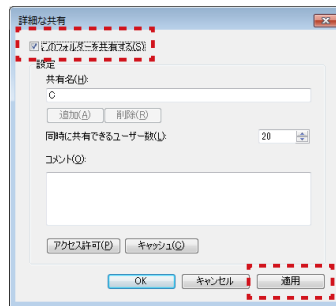 詳細な共有
このフォルダーを共有する(S)
設定
共有名(H):
C
追加(A) 削除(R)
同時に共有できるユーザー数(L): 20
コメント(O):
アクセス許可(P) キャッシュ(C)
OK キャンセル 適用